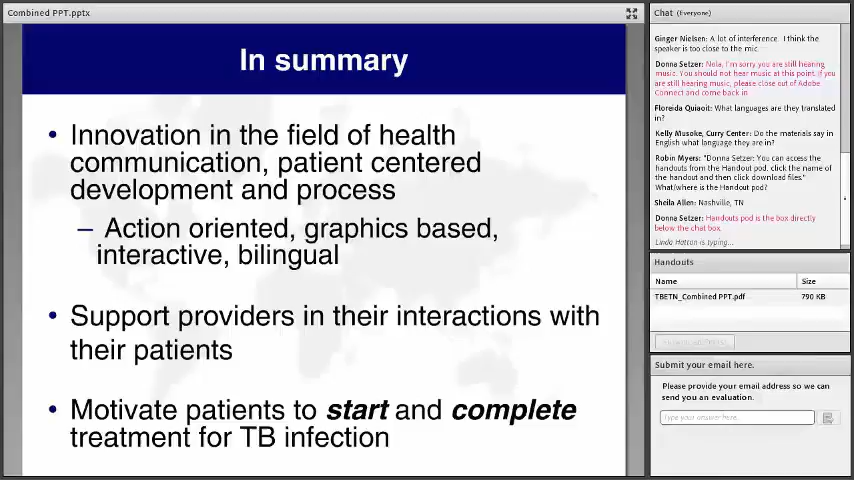 Combined PPT.pptx
In summary
• Innovation in the field of health
communication, patient centered
development and process
– Action oriented, graphics based,
interactive, bilingual
• Support providers in their interactions with
their patients
• Motivate patients to start and complete
treatment for TB infection
Chat (Everyone)
Ginger Nielsen: A lot of interference. I think the
speaker is too close to the mic.
Donna Setzer: Nola, I'm sorry you are still hearing
music. You should not hear music at this point. If you
are still hearing music, please close out of Adobe
Connect and come back in
Floreida Quiaoit: What languages are they translated
in?
Kelly Musoke, Curry Center: Do the materials say in
English what language they are in?
Robin Myers: "Donna Setzer: You can access the
handouts from the Handout pod. click the name of
the handout and then click download files."
What/where is the Handout pod?
Sheila Allen: Nashville, TN
Donna Setzer: Handouts pod is the box directly
below the chat box.
Linda Hatton is typing...
Handouts
Name Size
TBETN_Combined PPT.pdf 790 KB
Submit your email here.
Please provide your email address so we can
send you an evaluation.
Type your answer here...